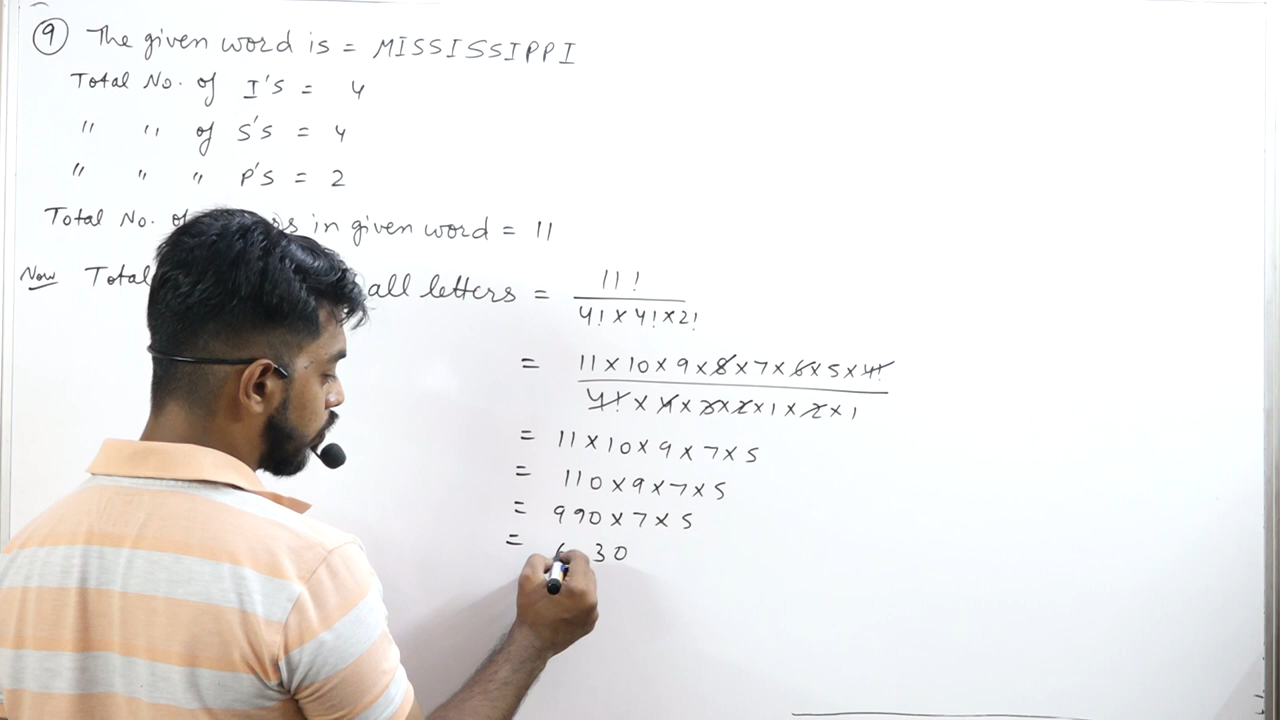 9 The given word is = MISSISSIPPI
Total No. of I's = 4
" " of S's = 4
" " " P's = 2
Total No. of in given word = 11
Now Total all letters = 11! / 4! x 4! x 2!
= 11 x 10 x 9 x 8 x 7 x 6 x 5 x 4! / 4! x 4 x 3 x 2 x 1 x 2 x 1
= 11 x 10 x 9 x 7 x 5
= 110 x 9 x 7 x 5
= 990 x 7 x 5
= 30